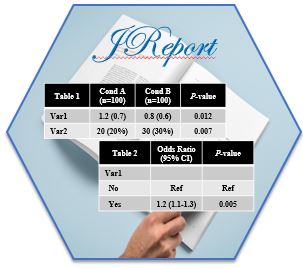 JReport
Table 1 Cond A (n=100) Cond B (n=100) P-value
Var1 1.2 (0.7) 0.8 (0.6) 0.012
Var2 20 (20%) 30 (30%) 0.007
Table 2 Odds Ratio (95% CI) P-value
Var1
No Ref Ref
Yes 1.2 (1.1-1.3) 0.005